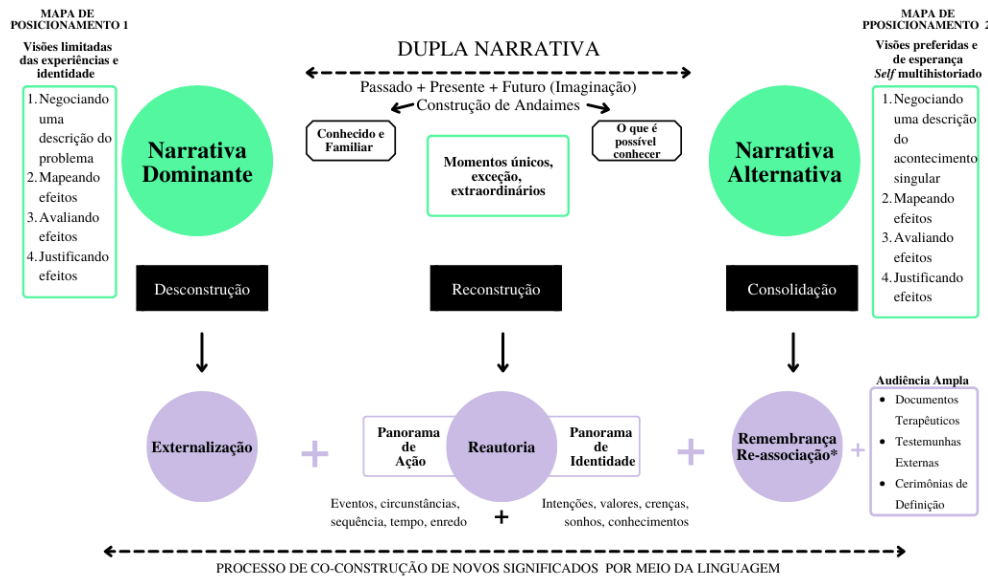 MAPA DE
POSICIONAMENTO 1
Visões limitadas
das experiências e
identidade
1. Negociando
uma
descrição do
problema
2. Mapeando
efeitos
3. Avaliando
efeitos
4. Justificando
efeitos
Narrativa
Dominante
DUPLA NARRATIVA
Passado + Presente + Futuro (Imaginação)
Construção de Andaimes
Conhecido e
Familiar
O que é
possível
conhecer
Momentos únicos,
exceção,
extraordinários
Narrativa
Alternativa
MAPA DE
PPOSICIONAMENTO 2
Visões preferidas e
de esperança
Self multihistoriado
1. Negociando
uma descrição
do
acontecimento
singular
2. Mapeando
efeitos
3. Avaliando
efeitos
4. Justificando
efeitos
Desconstrução
Reconstrução
Consolidação
Externalização
+
Panorama
de
Ação
Reautoria
Panorama
de
Identidade
+
Remembrança
Re-associação*
+
Audiência Ampla
• Documentos
Terapêuticos
• Testemunhas
Externas
• Cerimônias de
Definição
Eventos, circunstâncias,
sequência, tempo, enredo
+
Intenções, valores, crenças,
sonhos, conhecimentos
PROCESSO DE CO-CONSTRUÇÃO DE NOVOS SIGNIFICADOS POR MEIO DA LINGUAGEM